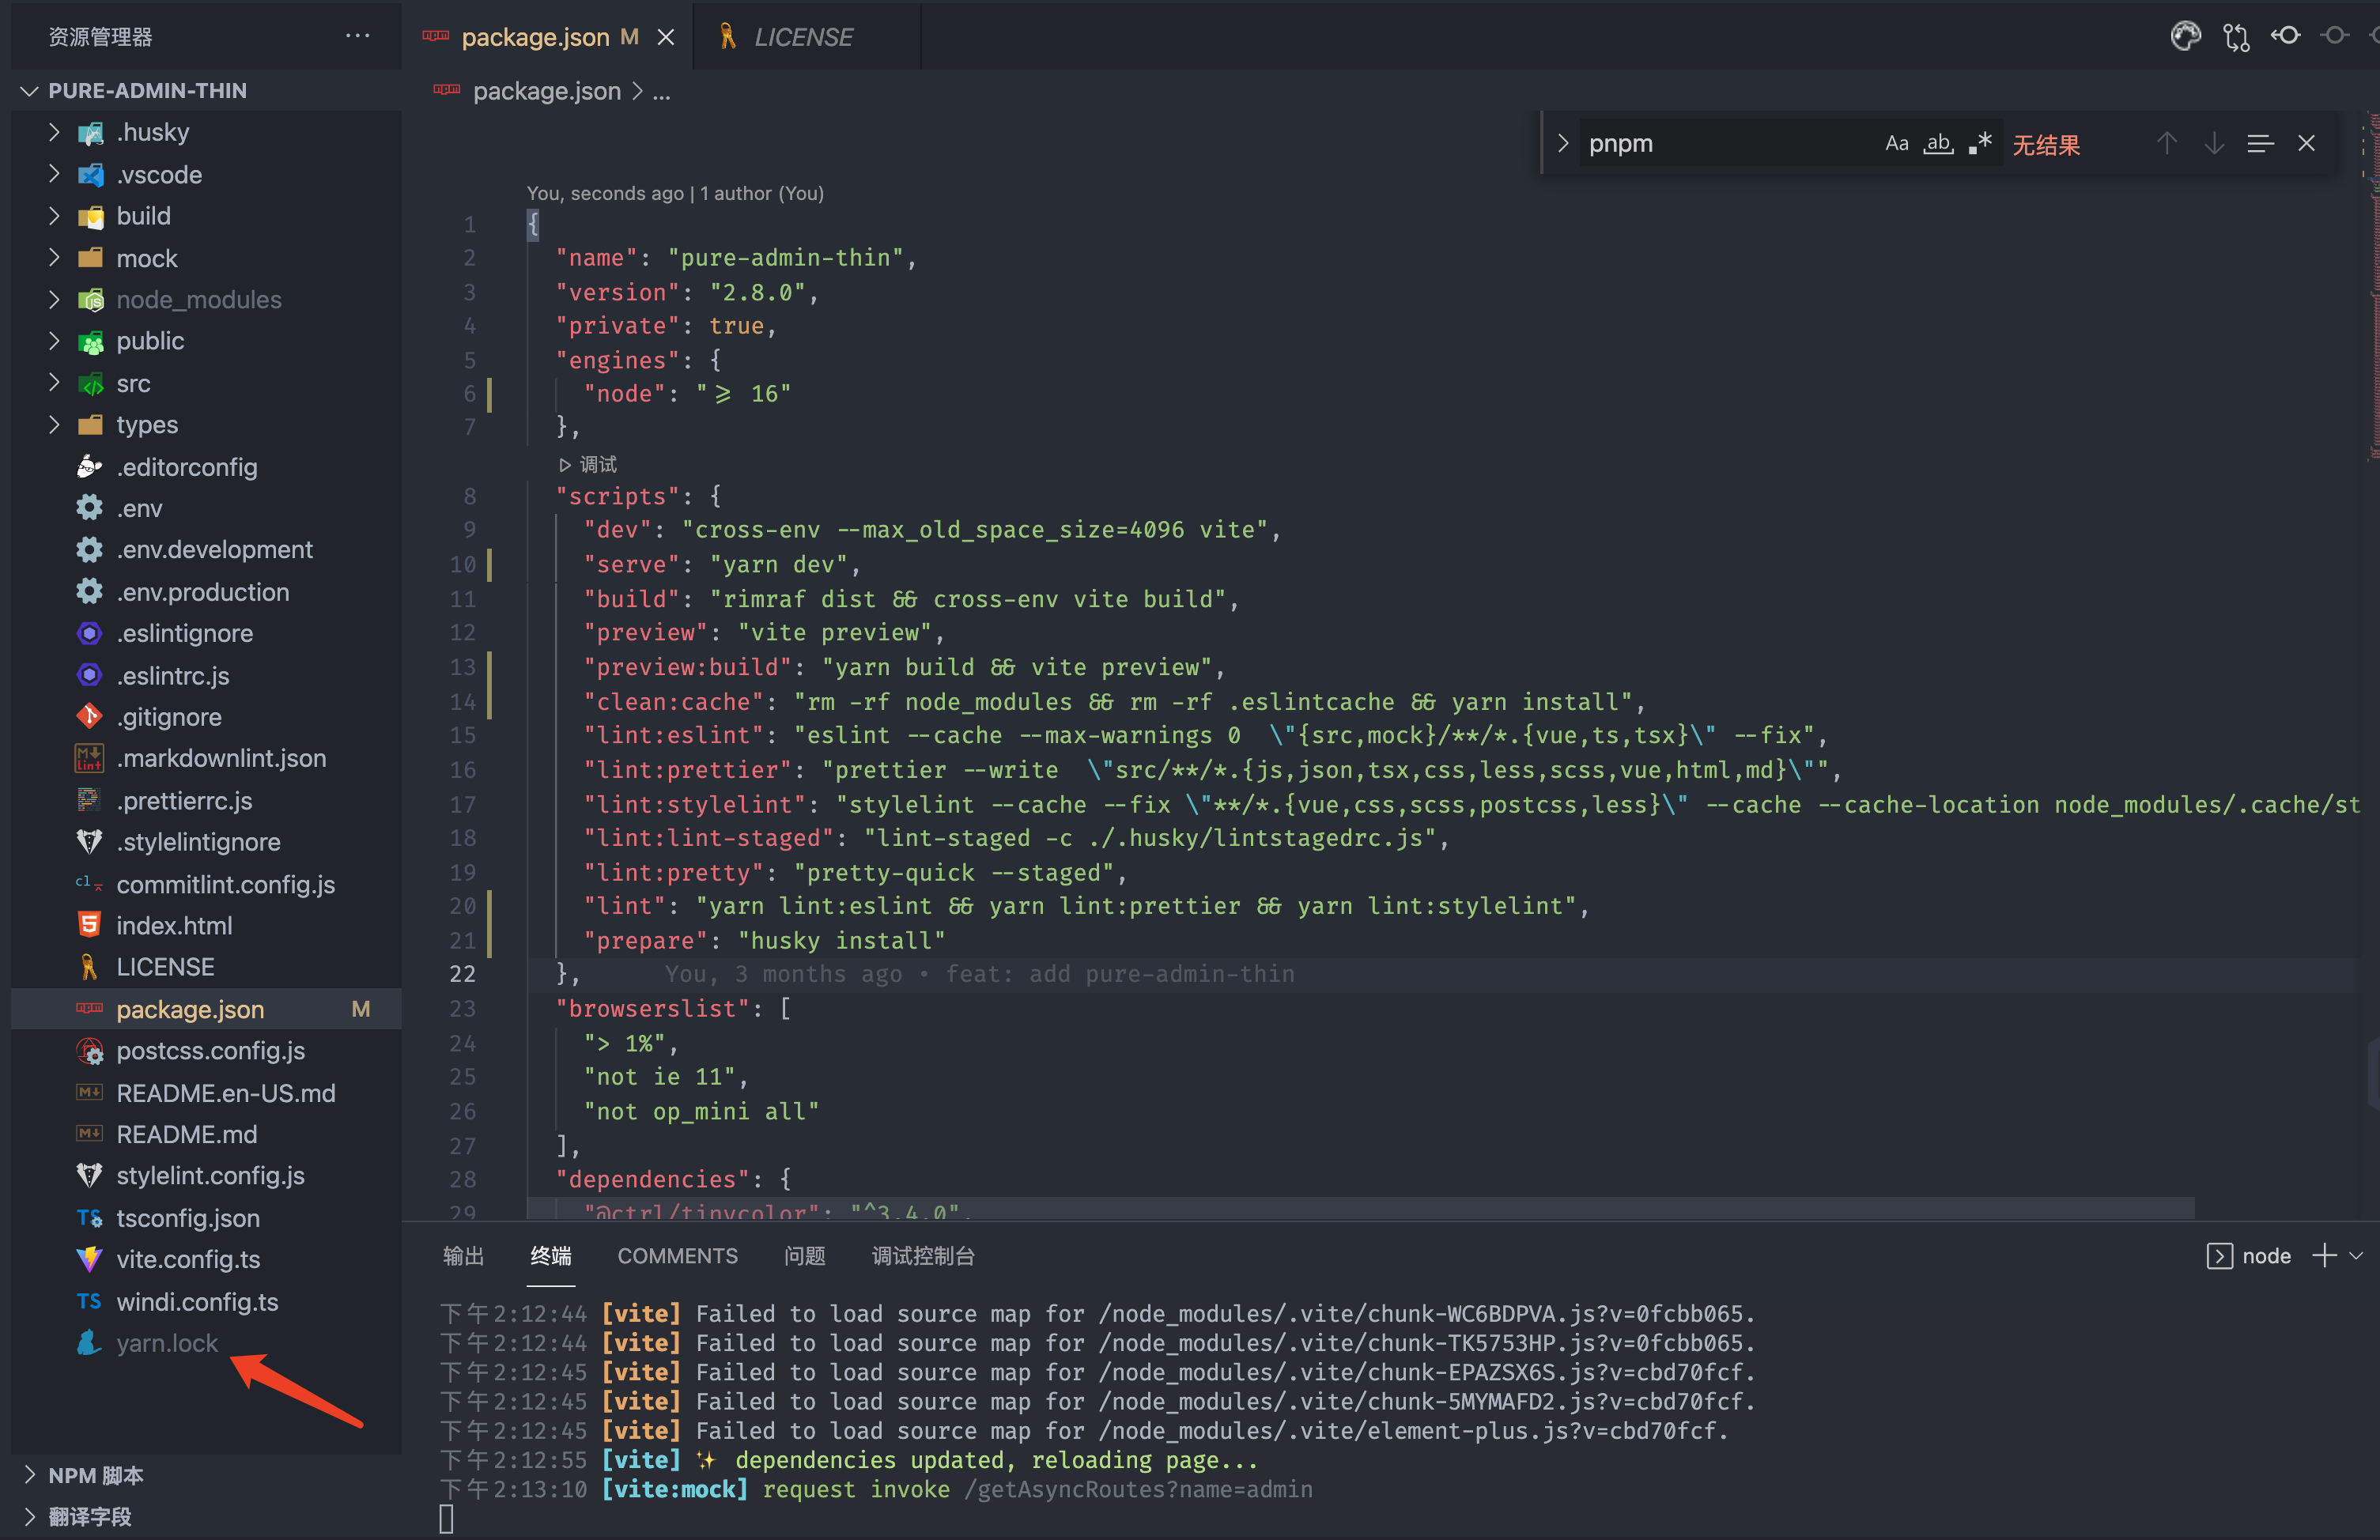 资源管理器
PURE-ADMIN-THIN
.husky
.vscode
build
mock
node_modules
public
src
types
.editorconfig
.env
.env.development
.env.production
.eslintignore
.eslintrc.js
.gitignore
.markdownlint.json
.prettierrc.js
.stylelintignore
commitlint.config.js
index.html
LICENSE
package.json M
postcss.config.js
README.en-US.md
README.md
stylelint.config.js
tsconfig.json
vite.config.ts
windi.config.ts
yarn.lock
NPM 脚本
翻译字段
package.json M LICENSE
package.json > ...
pnpm Aa ab .* 无结果
You, seconds ago | 1 author (You)
1 {
2 "name": "pure-admin-thin",
3 "version": "2.8.0",
4 "private": true,
5 "engines": {
6 "node": "⩾ 16"
7 },
调试
8 "scripts": {
9 "dev": "cross-env --max_old_space_size=4096 vite",
10 "serve": "yarn dev",
11 "build": "rimraf dist && cross-env vite build",
12 "preview": "vite preview",
13 "preview:build": "yarn build && vite preview",
14 "clean:cache": "rm -rf node_modules && rm -rf .eslintcache && yarn install",
15 "lint:eslint": "eslint --cache --max-warnings 0  \"{src,mock}/**/*.{vue,ts,tsx}\" --fix",
16 "lint:prettier": "prettier --write  \"src/**/*.{js,json,tsx,css,less,scss,vue,html,md}\"",
17 "lint:stylelint": "stylelint --cache --fix \"**/*.{vue,css,scss,postcss,less}\" --cache --cache-location node_modules/.cache/st
18 "lint:lint-staged": "lint-staged -c ./.husky/lintstagedrc.js",
19 "lint:pretty": "pretty-quick --staged",
20 "lint": "yarn lint:eslint && yarn lint:prettier && yarn lint:stylelint",
21 "prepare": "husky install"
22 }, You, 3 months ago • feat: add pure-admin-thin
23 "browserslist": [
24 "> 1%",
25 "not ie 11",
26 "not op_mini all"
27 ],
28 "dependencies": {
29 "@ctrl/tinycolor": "^3.4.0",
输出 终端 COMMENTS 问题 调试控制台 node
下午2:12:44 [vite] Failed to load source map for /node_modules/.vite/chunk-WC6BDPVA.js?v=0fcbb065.
下午2:12:44 [vite] Failed to load source map for /node_modules/.vite/chunk-TK5753HP.js?v=0fcbb065.
下午2:12:45 [vite] Failed to load source map for /node_modules/.vite/chunk-EPAZSX6S.js?v=cbd70fcf.
下午2:12:45 [vite] Failed to load source map for /node_modules/.vite/chunk-5MYMAFD2.js?v=cbd70fcf.
下午2:12:45 [vite] Failed to load source map for /node_modules/.vite/element-plus.js?v=cbd70fcf.
下午2:12:55 [vite] ✨ dependencies updated, reloading page...
下午2:13:10 [vite:mock] request invoke /getAsyncRoutes?name=admin